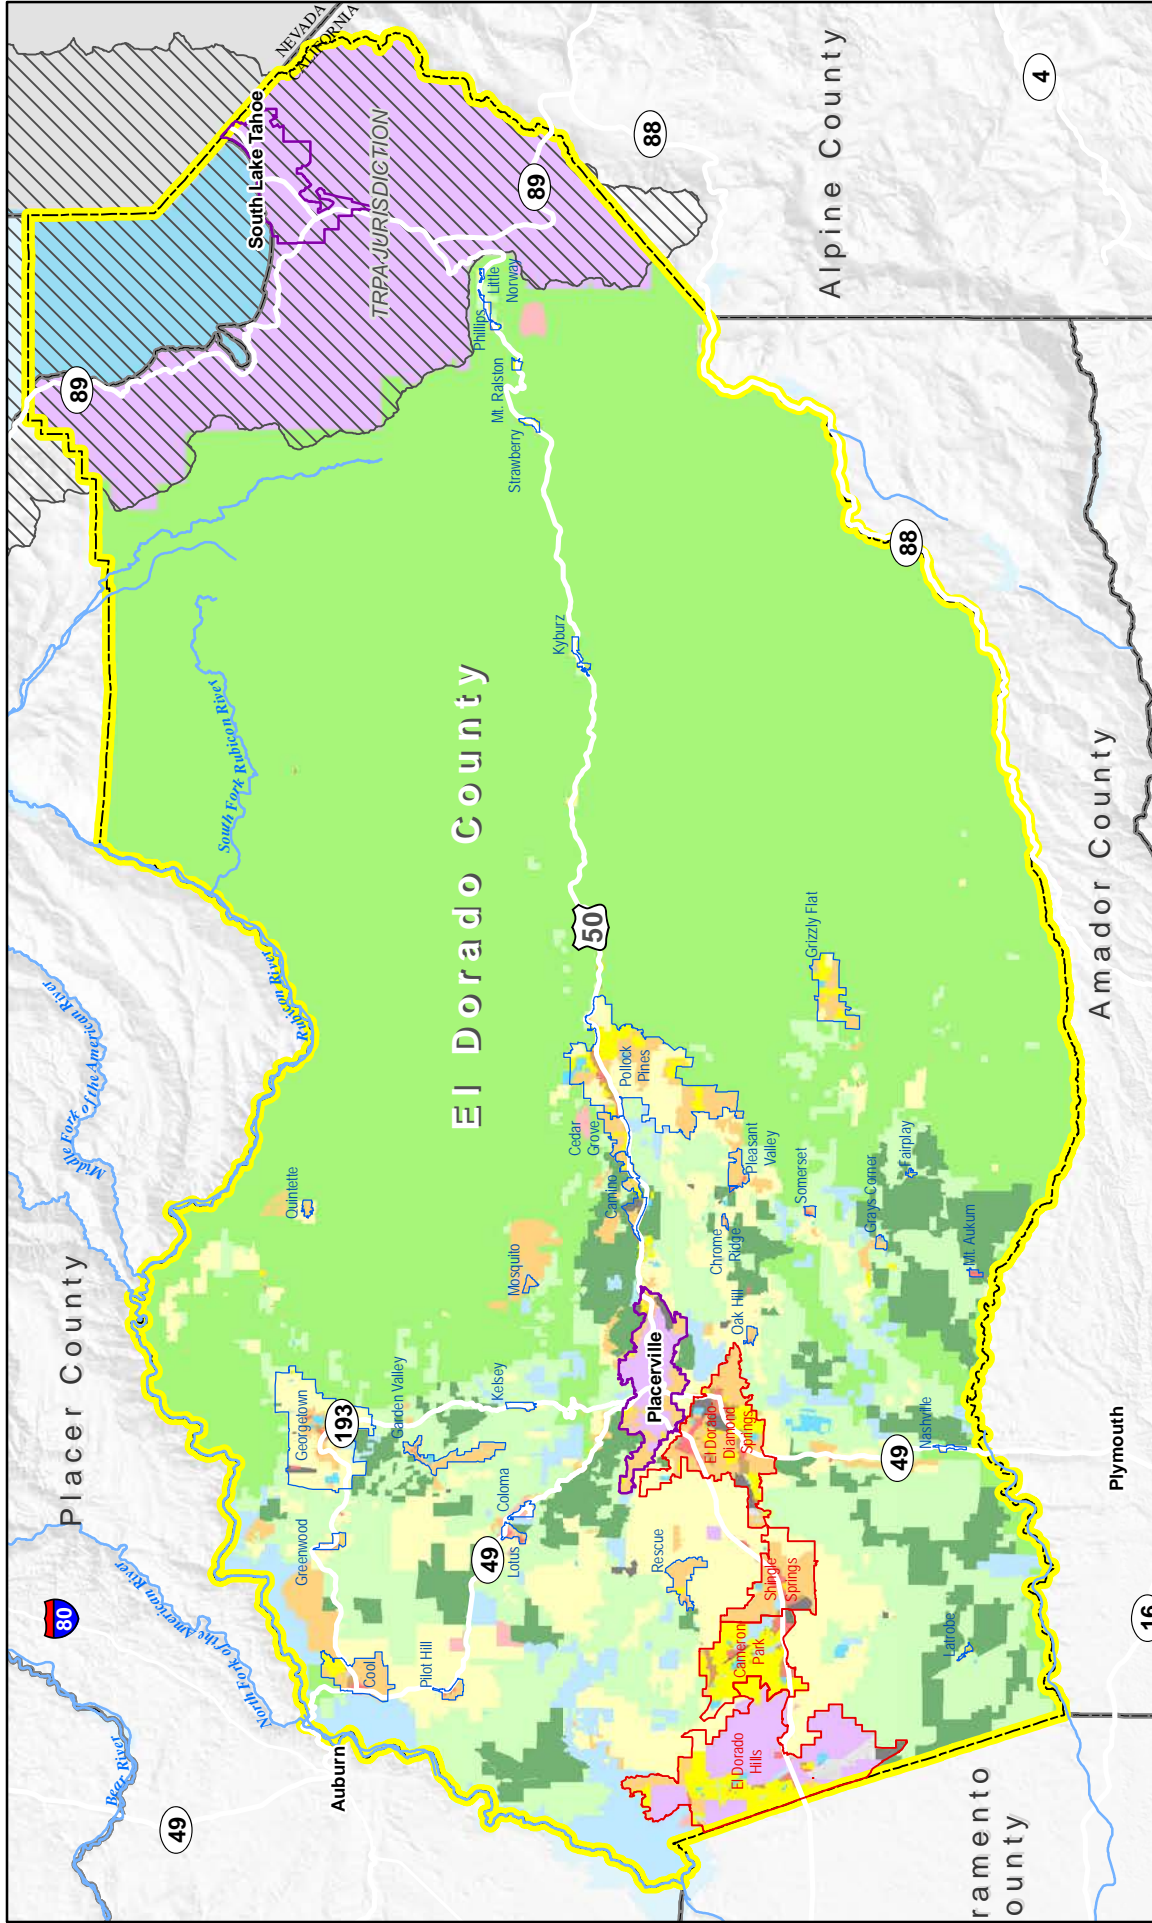 NEVADA
CALIFORNIA
South Lake Tahoe
TRPA JURISDICTION
89
89
88
4
Alpine County
Little
Norway
Phillips
Mt. Ralston
Strawberry
Kyburz
88
South Fork Rubicon River
El Dorado County
50
Grizzly Flat
Amador County
Rubicon River
Middle Fork
of the American River
Placer County
Quintette
Mosquito
Cedar
Grove
Camino
Pollock
Pines
Pleasant
Valley
Somerset
Grays Corner
Fairplay
Mt. Aukum
Chrome
Ridge
Oak Hill
Placerville
El Dorado
Diamond
Springs
Nashville
49
Plymouth
16
Georgetown
193
Garden Valley
Kelsey
Coloma
Lotus
49
Greenwood
Cool
Pilot Hill
Rescue
Shingle
Springs
Cameron
Park
El Dorado
Hills
Latrobe
80
North Fork of the American River
Auburn
Bear River
49
ramento
ounty